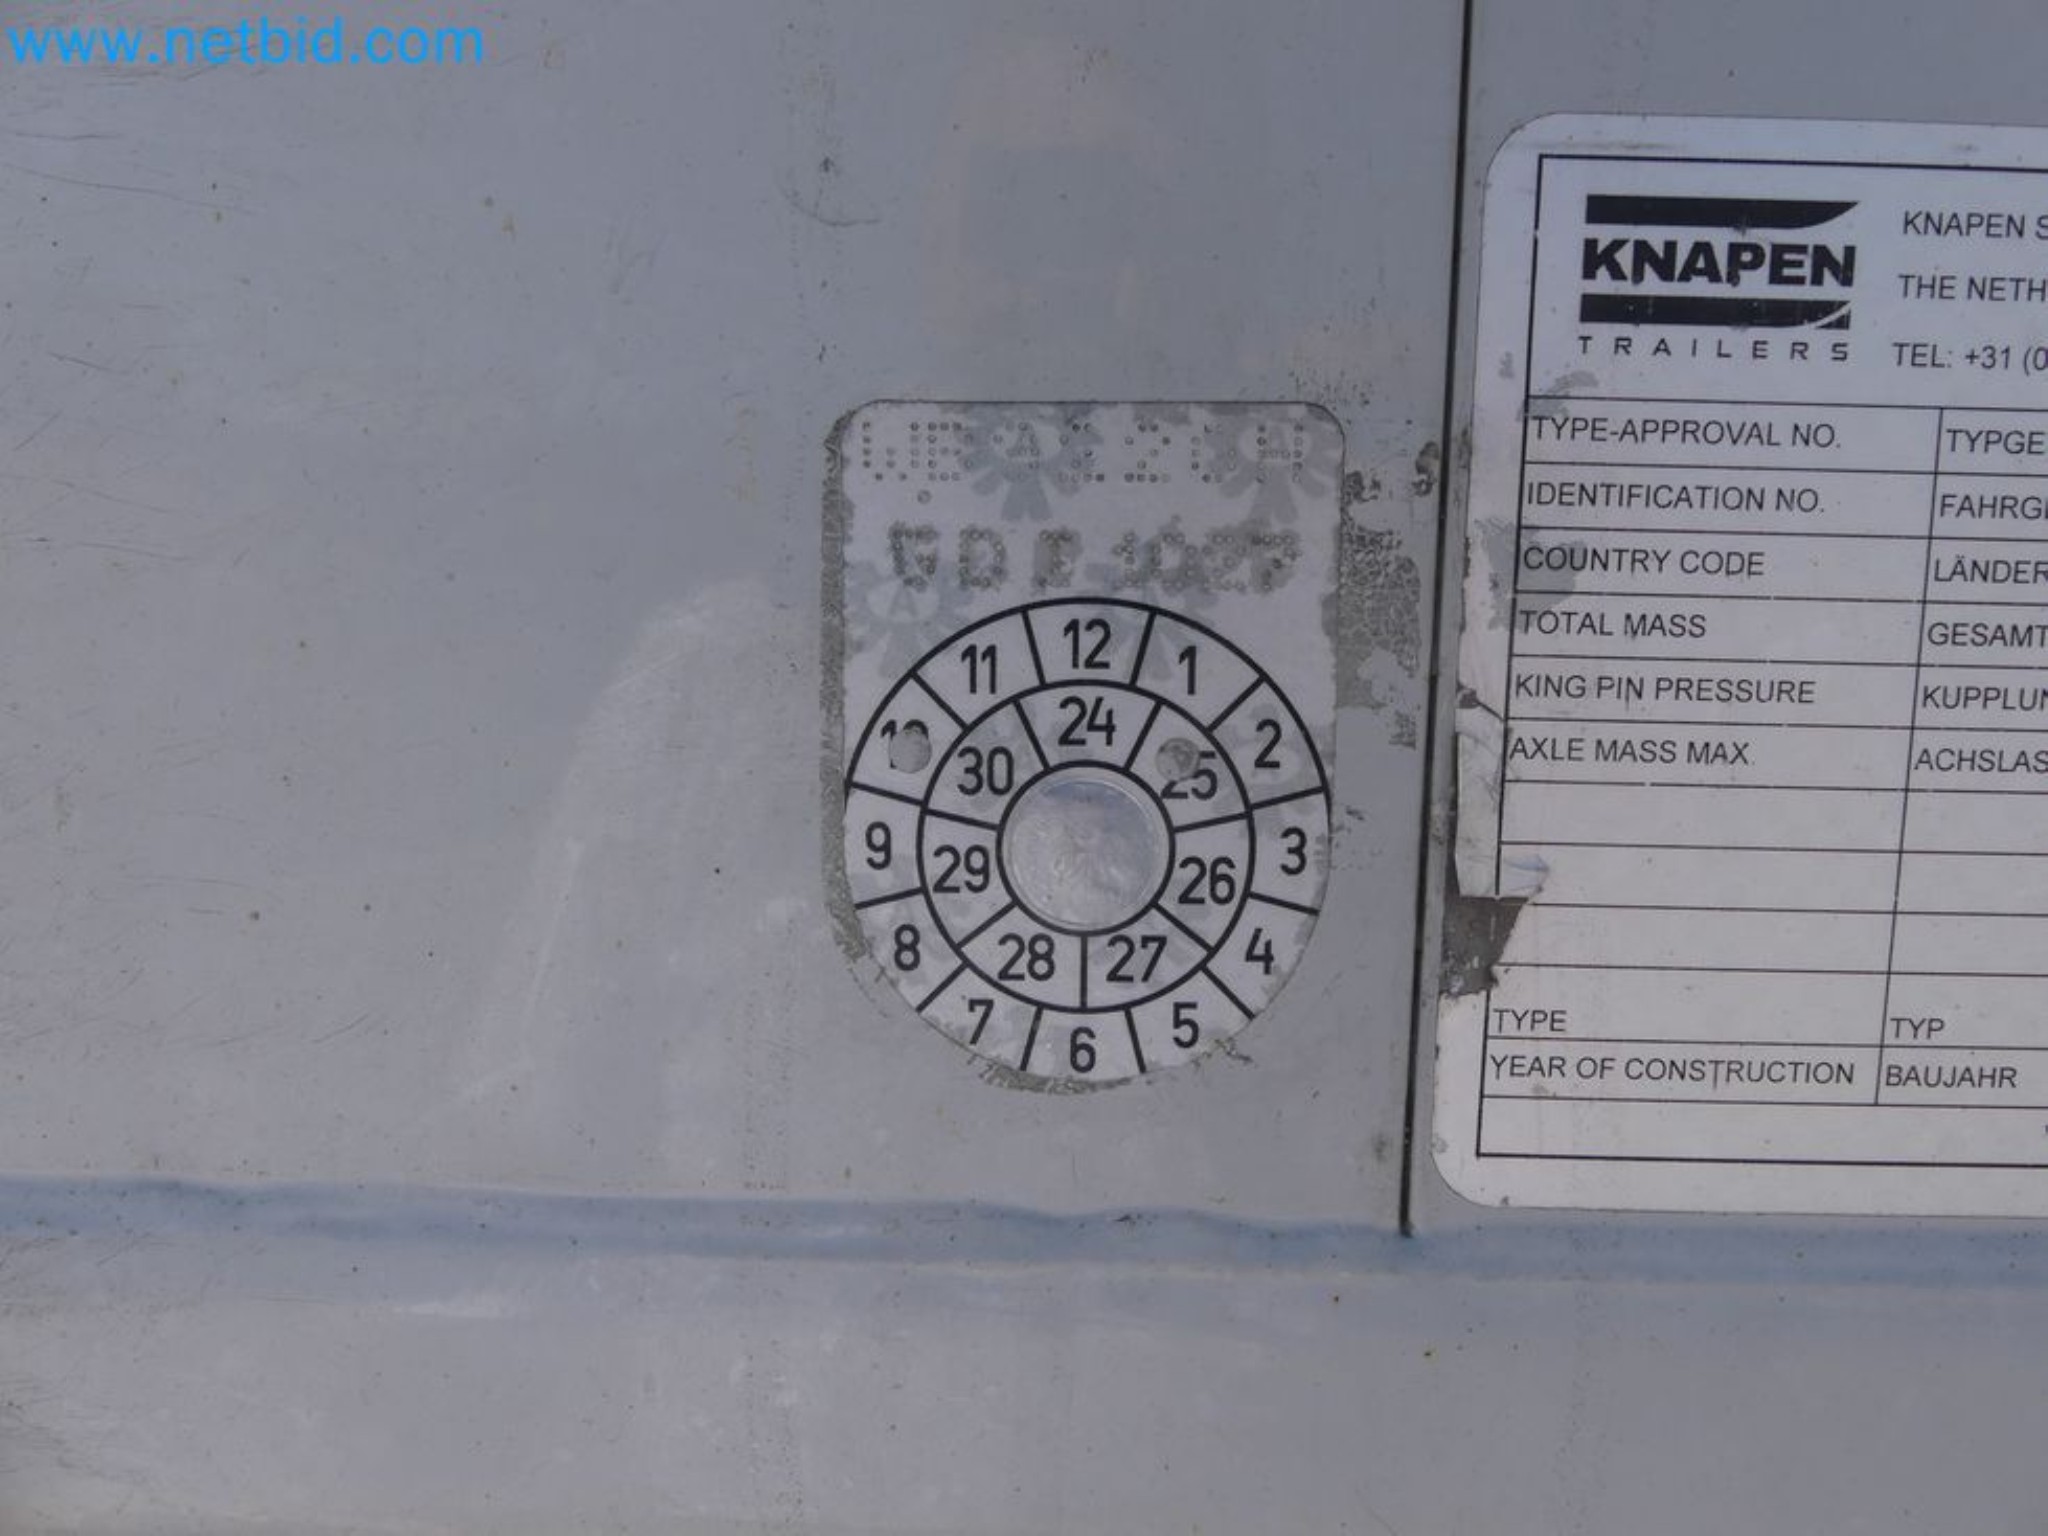 www.netbid.com
KNAPEN
TRAILERS
KNAPEN
THE
TEL: +31 (0
TYPE-APPROVAL NO.
IDENTIFICATION NO.
FAHRG
COUNTRY CODE
LÄNDER
TOTAL MASS
GESAMT
KING PIN PRESSURE
KUPPLUN
AXLE MASS MAX.
ACHSLAS
TYPE
TYP
YEAR OF CONSTRUCTION
BAUJAHR
12
1
2
3
4
5
6
7
8
9
11
24
25
26
27
28
29
30